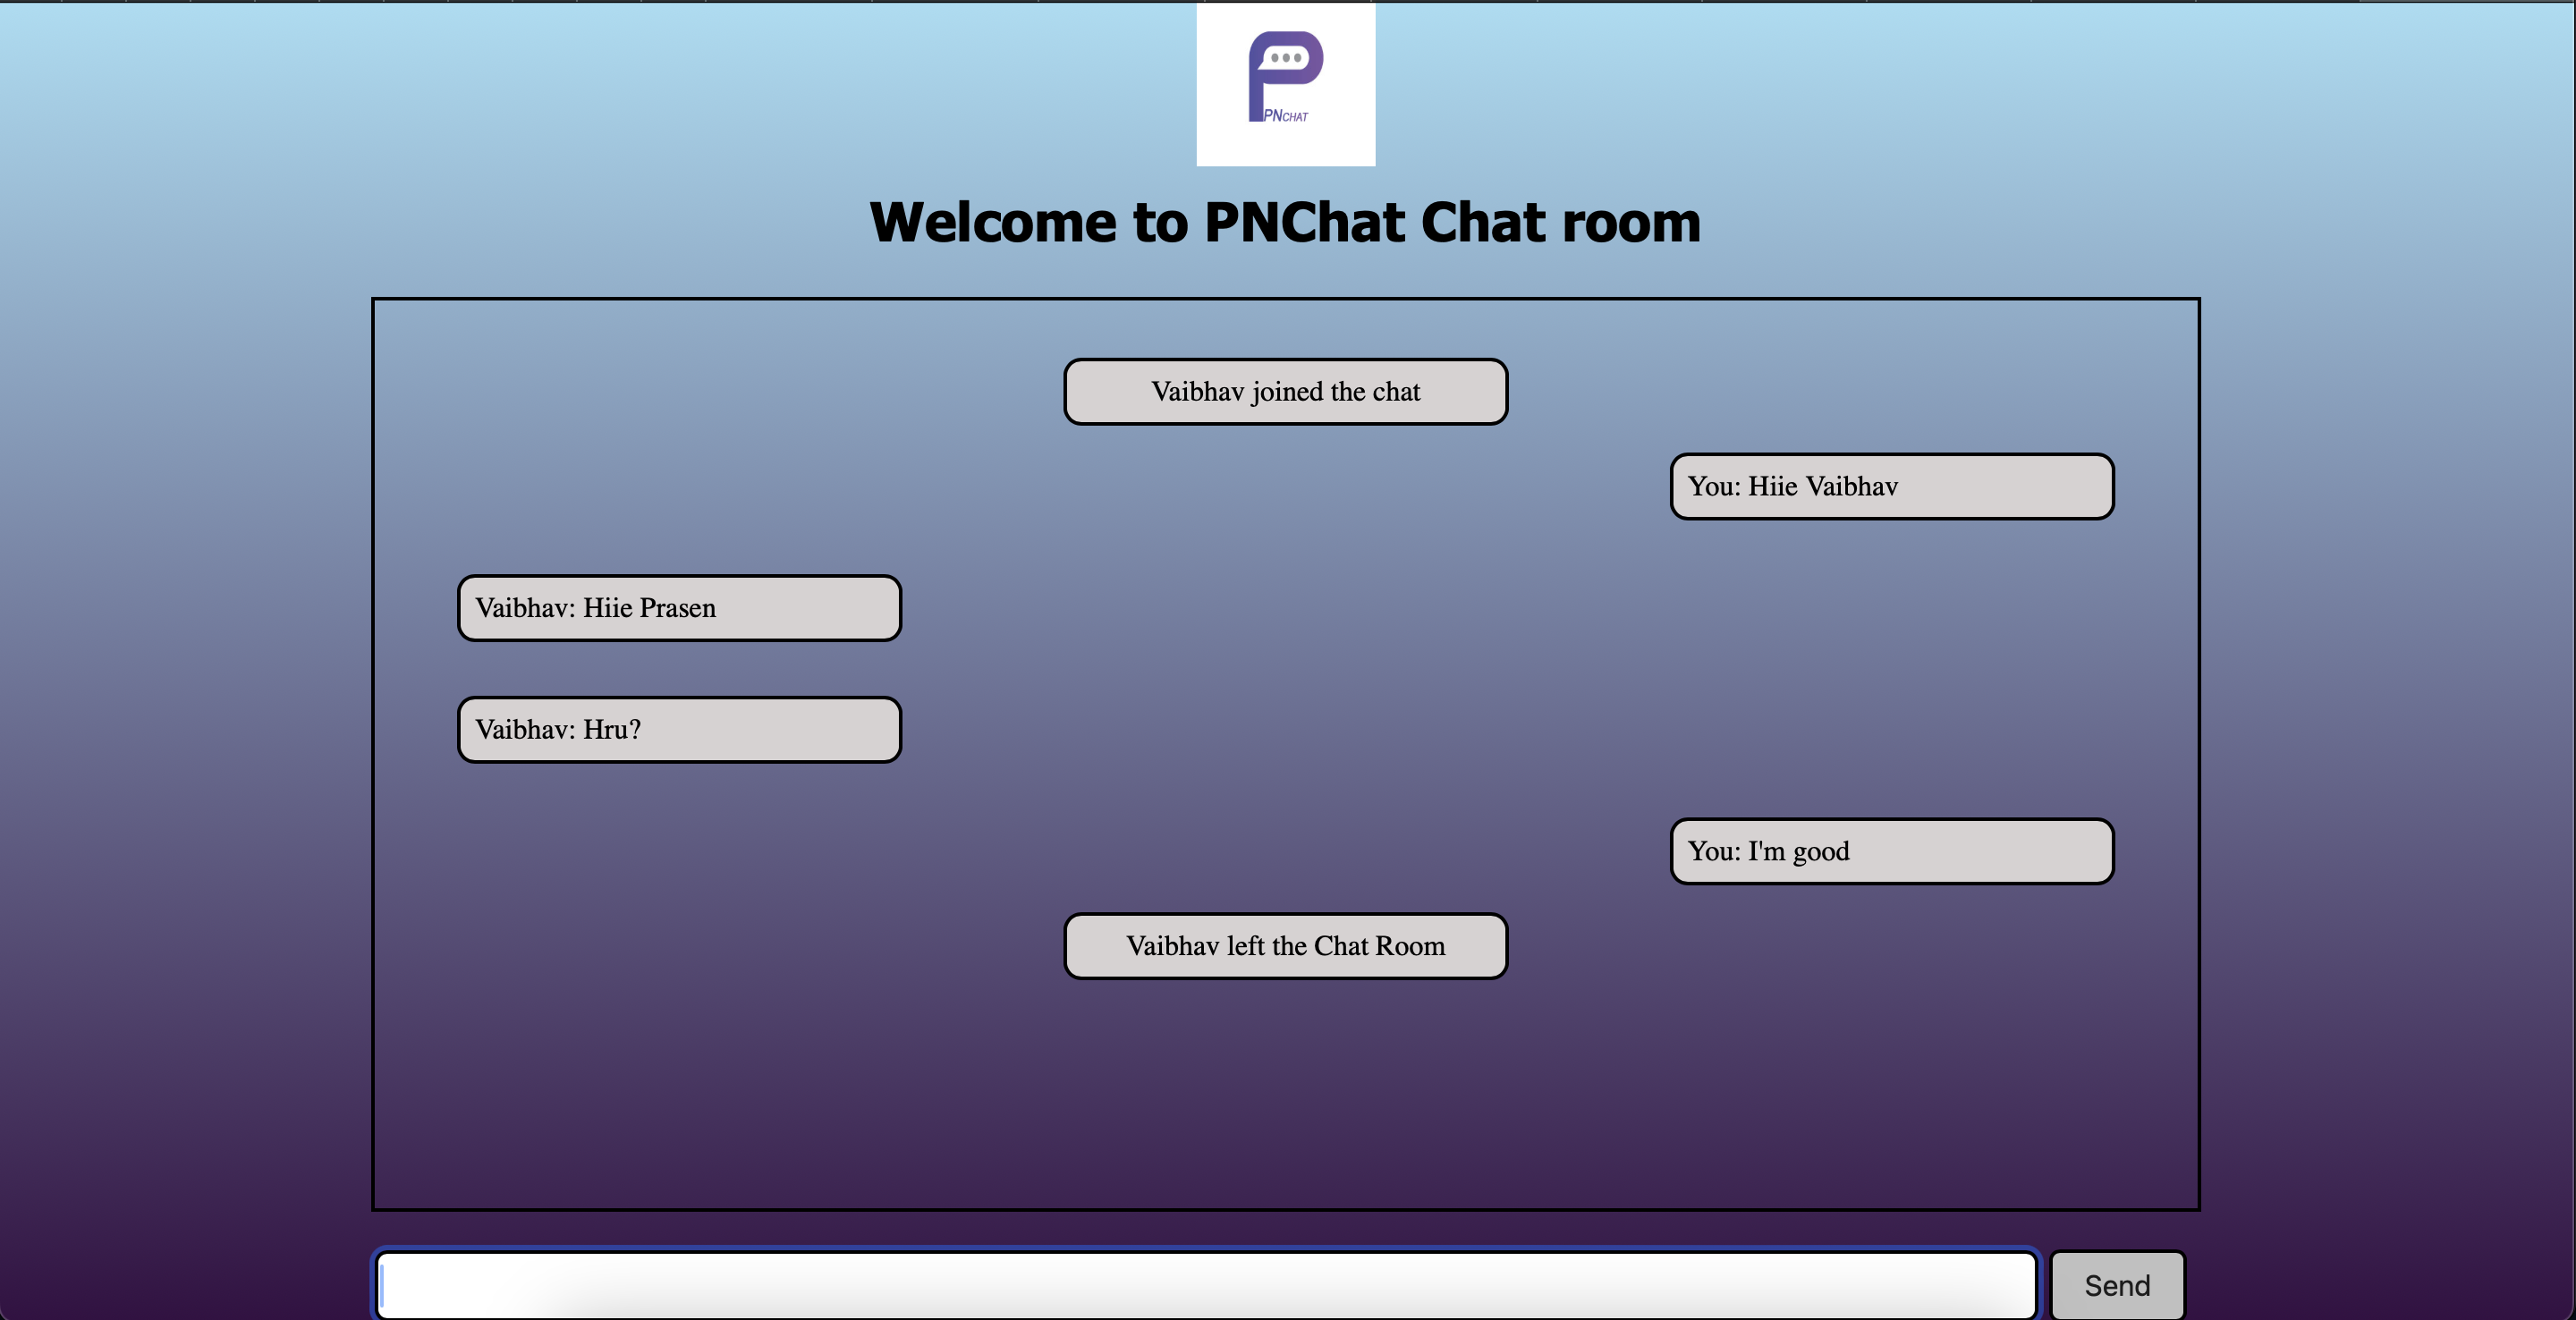 PNCHAT
Welcome to PNChat Chat room
Vaibhav joined the chat
You: Hiie Vaibhav
Vaibhav: Hiie Prasen
Vaibhav: Hru?
You: I'm good
Vaibhav left the Chat Room
Send